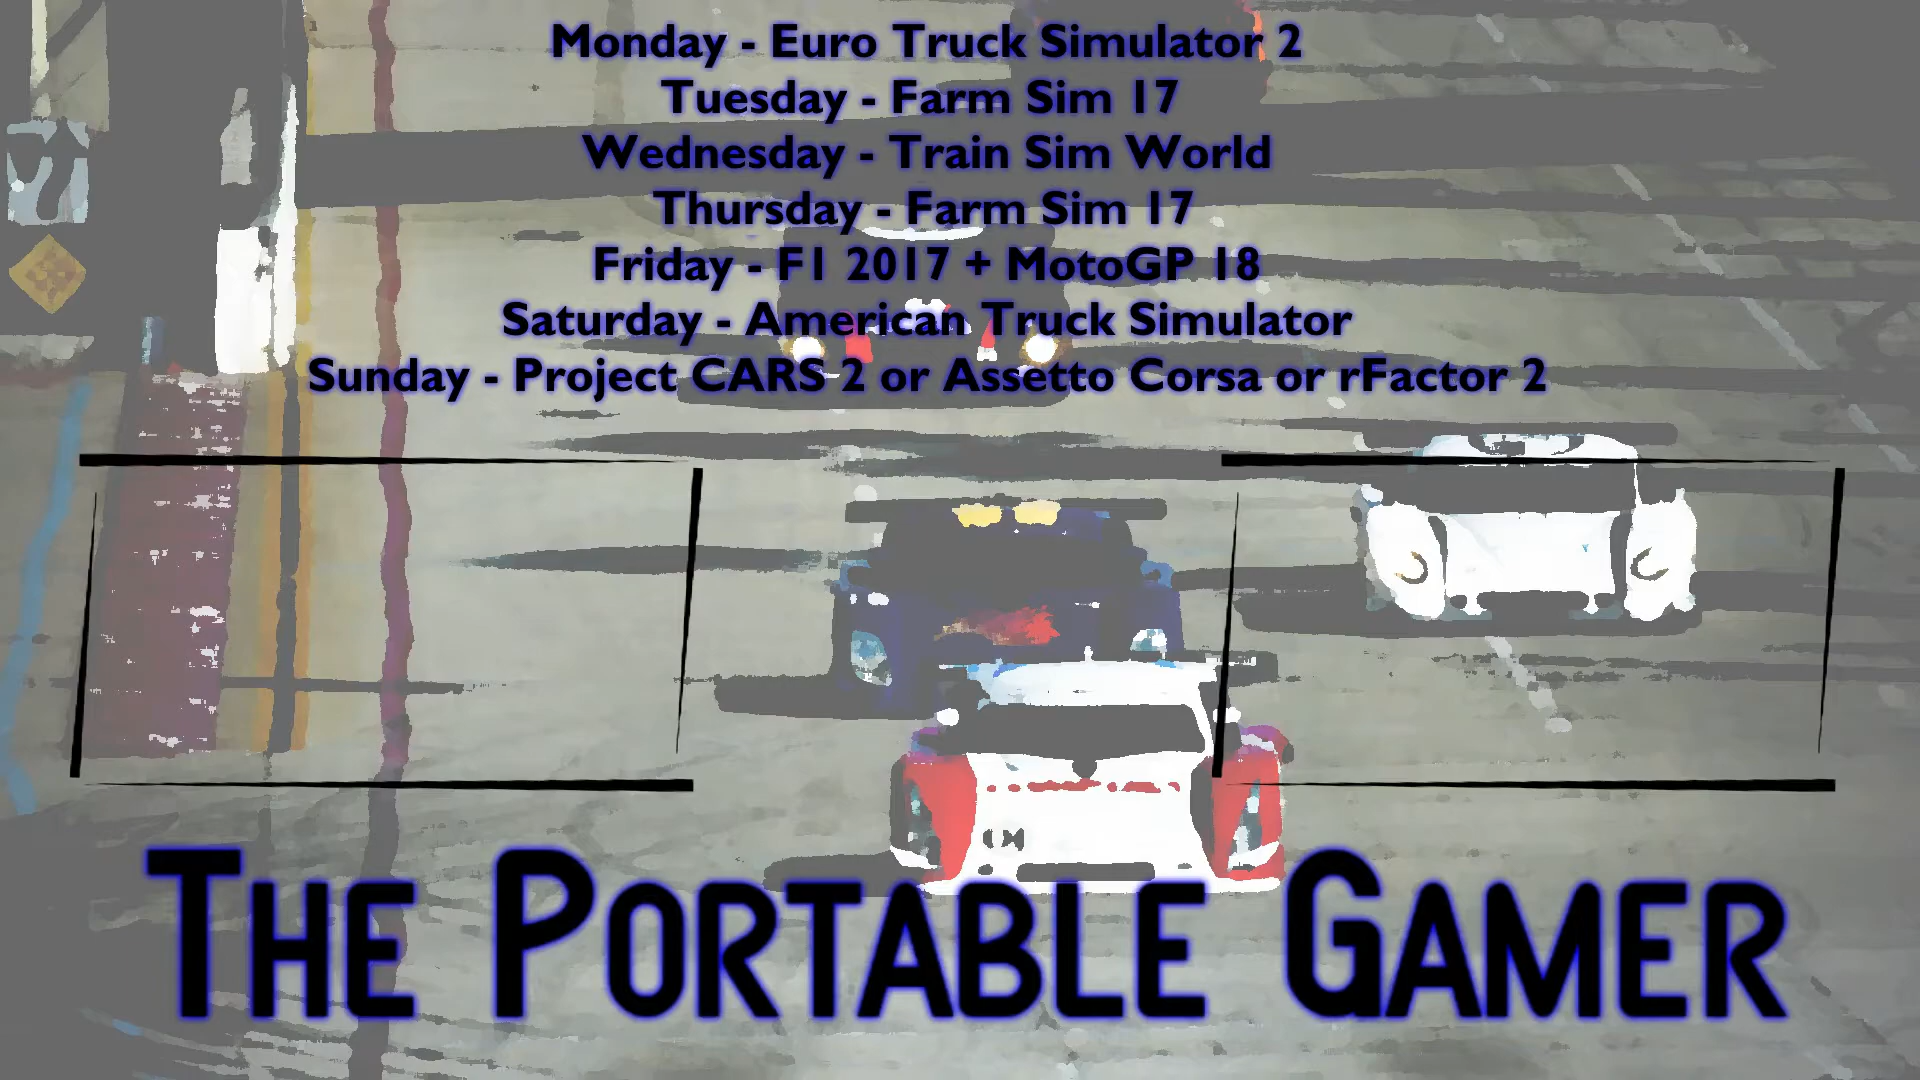 Monday - Euro Truck Simulator 2
Tuesday - Farm Sim 17
Wednesday - Train Sim World
Thursday - Farm Sim 17
Friday - F1 2017 + MotoGP 18
Saturday - American Truck Simulator
Sunday - Project CARS 2 or Assetto Corsa or rFactor 2
The Portable Gamer